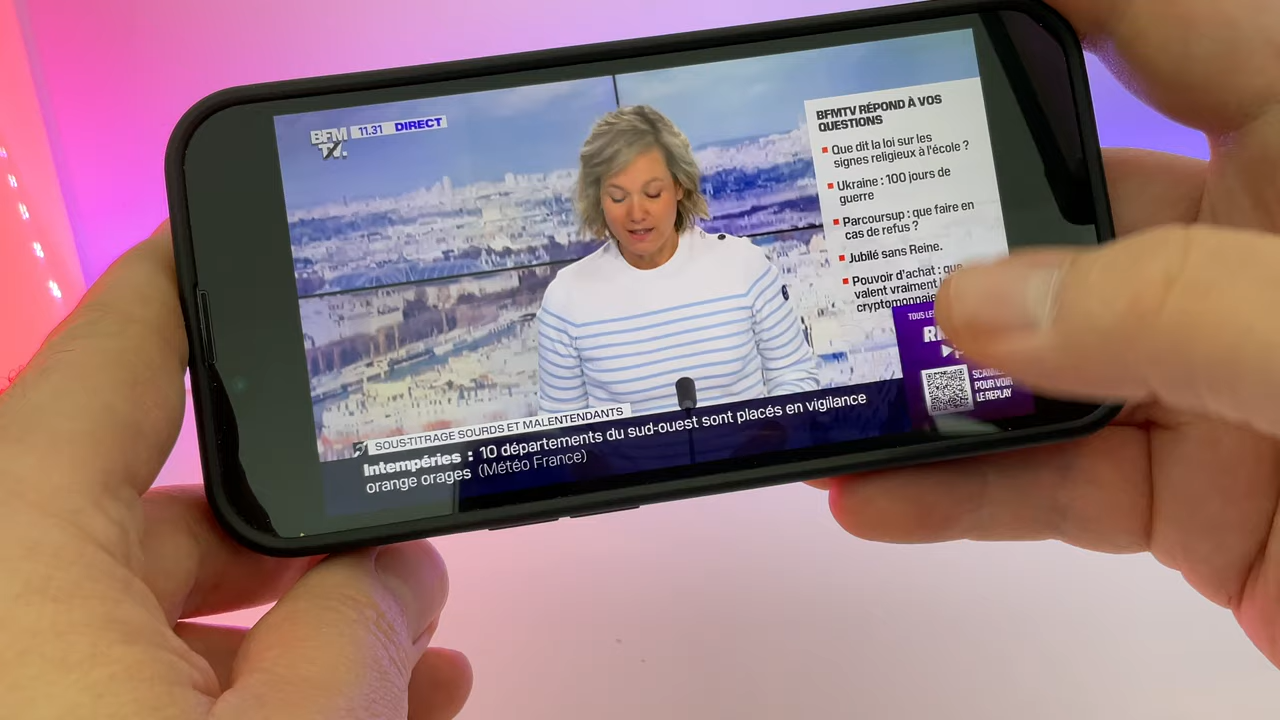 BFM
TV.
11.31 DIRECT
BFMTV RÉPOND À VOS
QUESTIONS
Que dit la loi sur les
signes religieux à l'école ?
Ukraine : 100 jours de
guerre
Parcoursup : que faire en
cas de refus ?
Jubilé sans Reine.
Pouvoir d'achat : que
valent vraiment
TOUS
POUR VOIR
LE REPLAY
SOUS-TITRAGE SOURDS ET MALENTENDANTS
Intempéries : 10 départements du sud-ouest sont placés en vigilance
orange orages (Météo France)